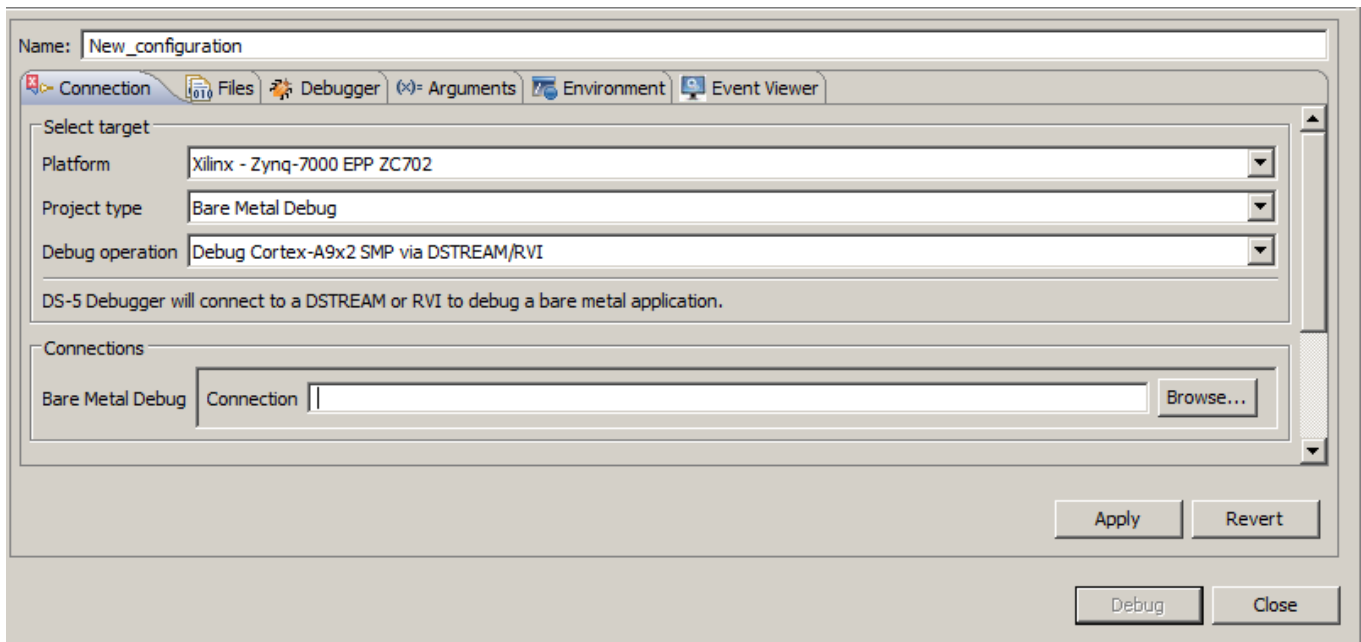 Name: New_configuration
Connection Files Debugger (x)= Arguments Environment Event Viewer
Select target
Platform Xilinx - Zynq-7000 EPP ZC702
Project type Bare Metal Debug
Debug operation Debug Cortex-A9x2 SMP via DSTREAM/RVI
DS-5 Debugger will connect to a DSTREAM or RVI to debug a bare metal application.
Connections
Bare Metal Debug Connection Browse...
Apply Revert
Debug Close